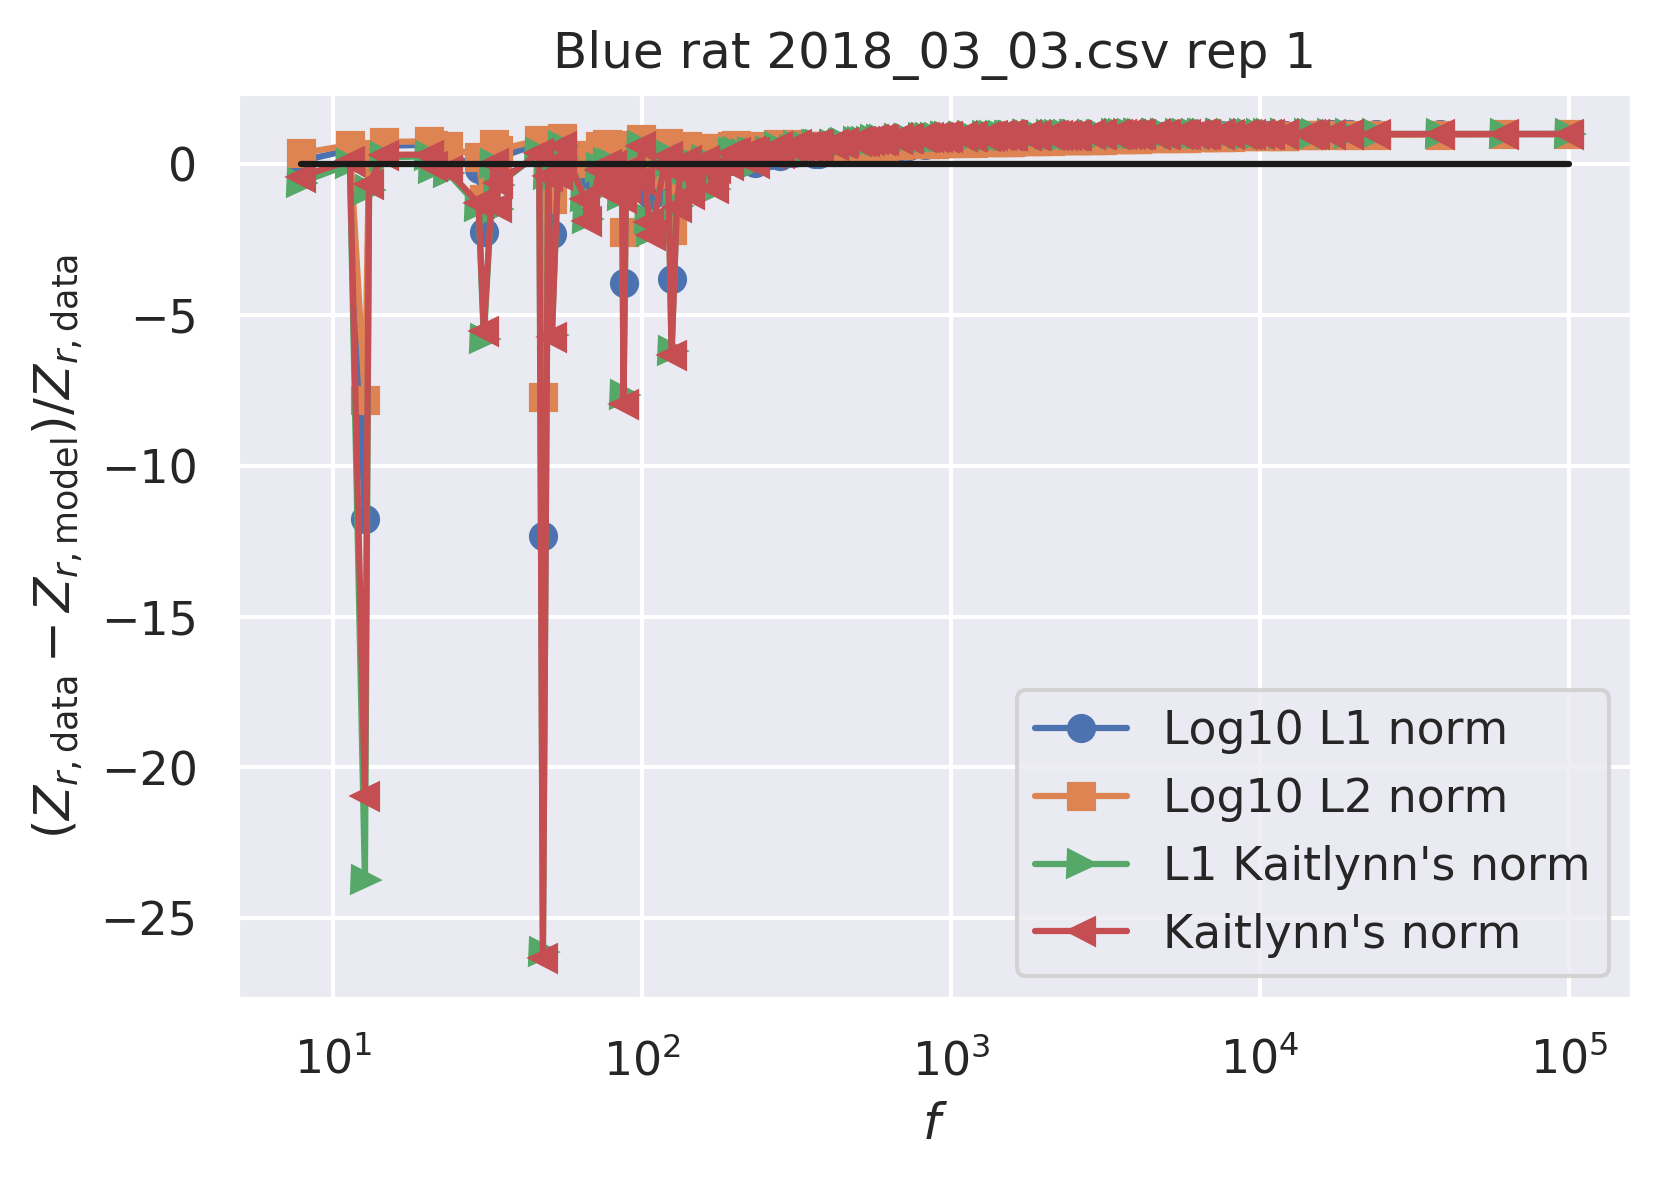 Blue rat 2018_03_03.csv rep 1
(Z_{r,data} − Z_{r,model})/Z_{r,data}
0
−5
−10
−15
−20
−25
Log10 L1 norm
Log10 L2 norm
L1 Kaitlynn's norm
Kaitlynn's norm
10^1 10^2 10^3 10^4 10^5
f